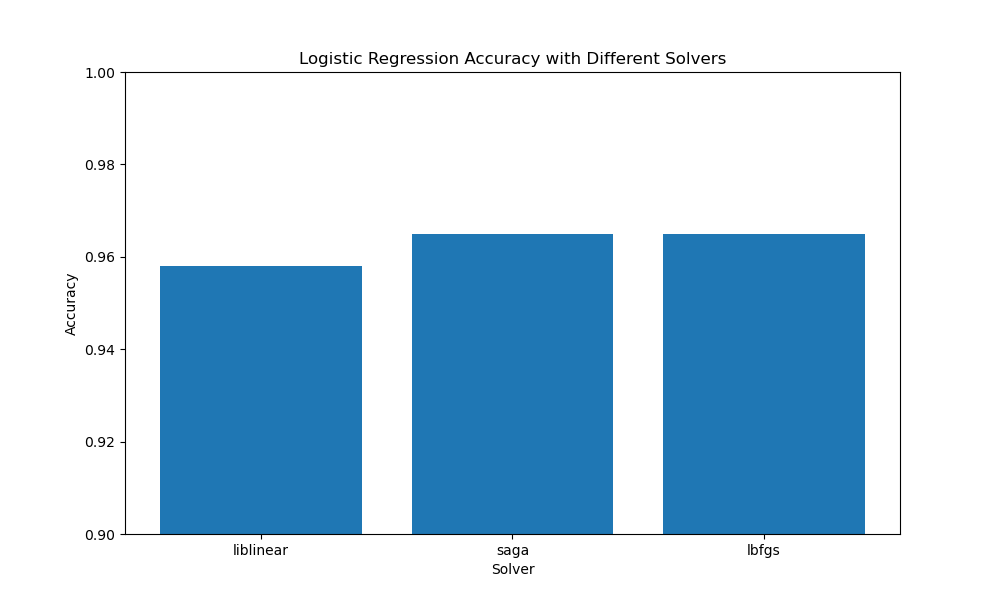 Logistic Regression Accuracy with Different Solvers
1.00
0.98
0.96
0.94
0.92
0.90
Accuracy
liblinear saga lbfgs
Solver